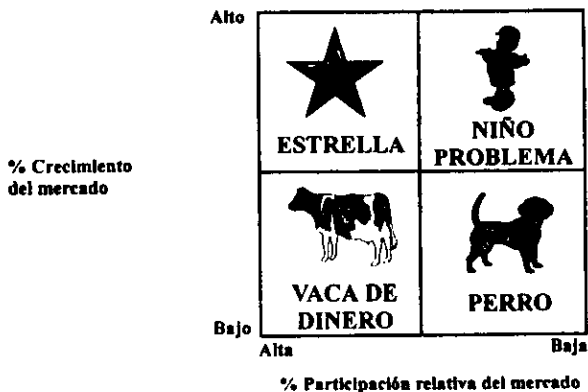 Alto
ESTRELLA
NIÑO
PROBLEMA
% Crecimiento
del mercado
VACA DE
DINERO
PERRO
Bajo
Alta
Baja
% Participación relativa del mercado